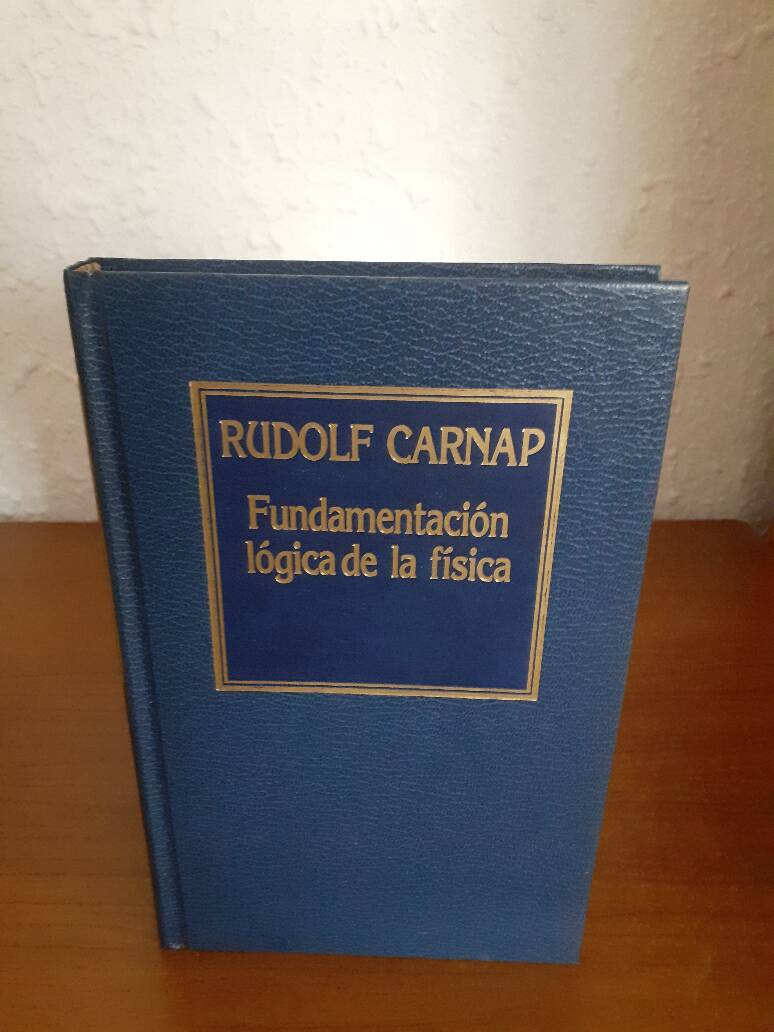 RUDOLF CARNAP
Fundamentación
lógica de la física